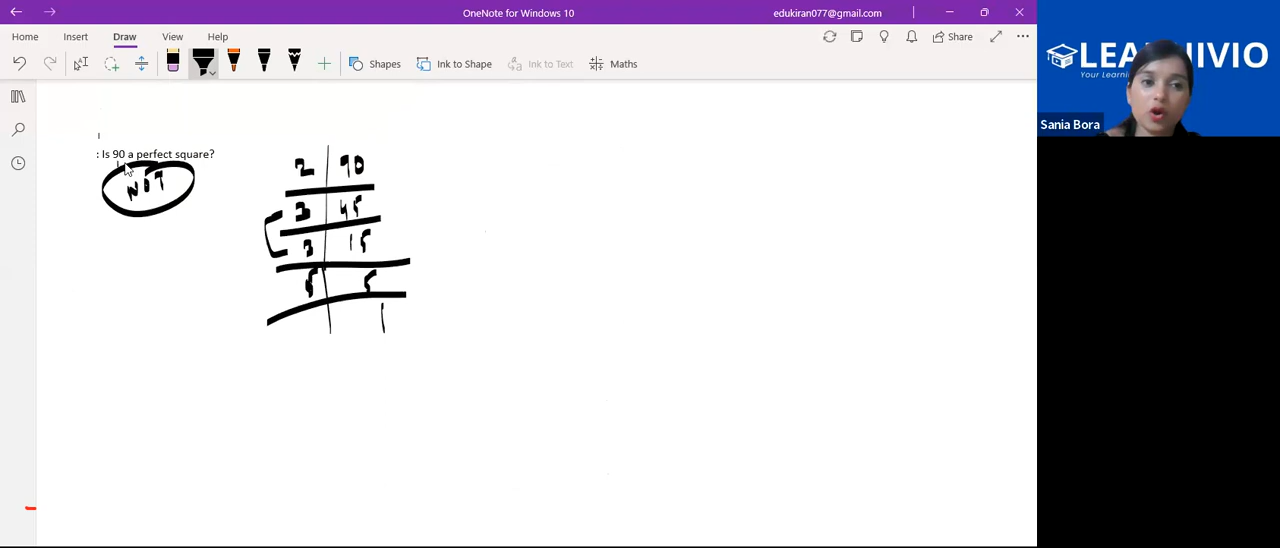 OneNote for Windows 10
edukiran077@gmail.com
Home Insert Draw View Help
Share
Shapes Ink to Shape Ink to Text Maths
Sania Bora
: Is 90 a perfect square?
NOT
2 90
3 45
3 15
5 5
1